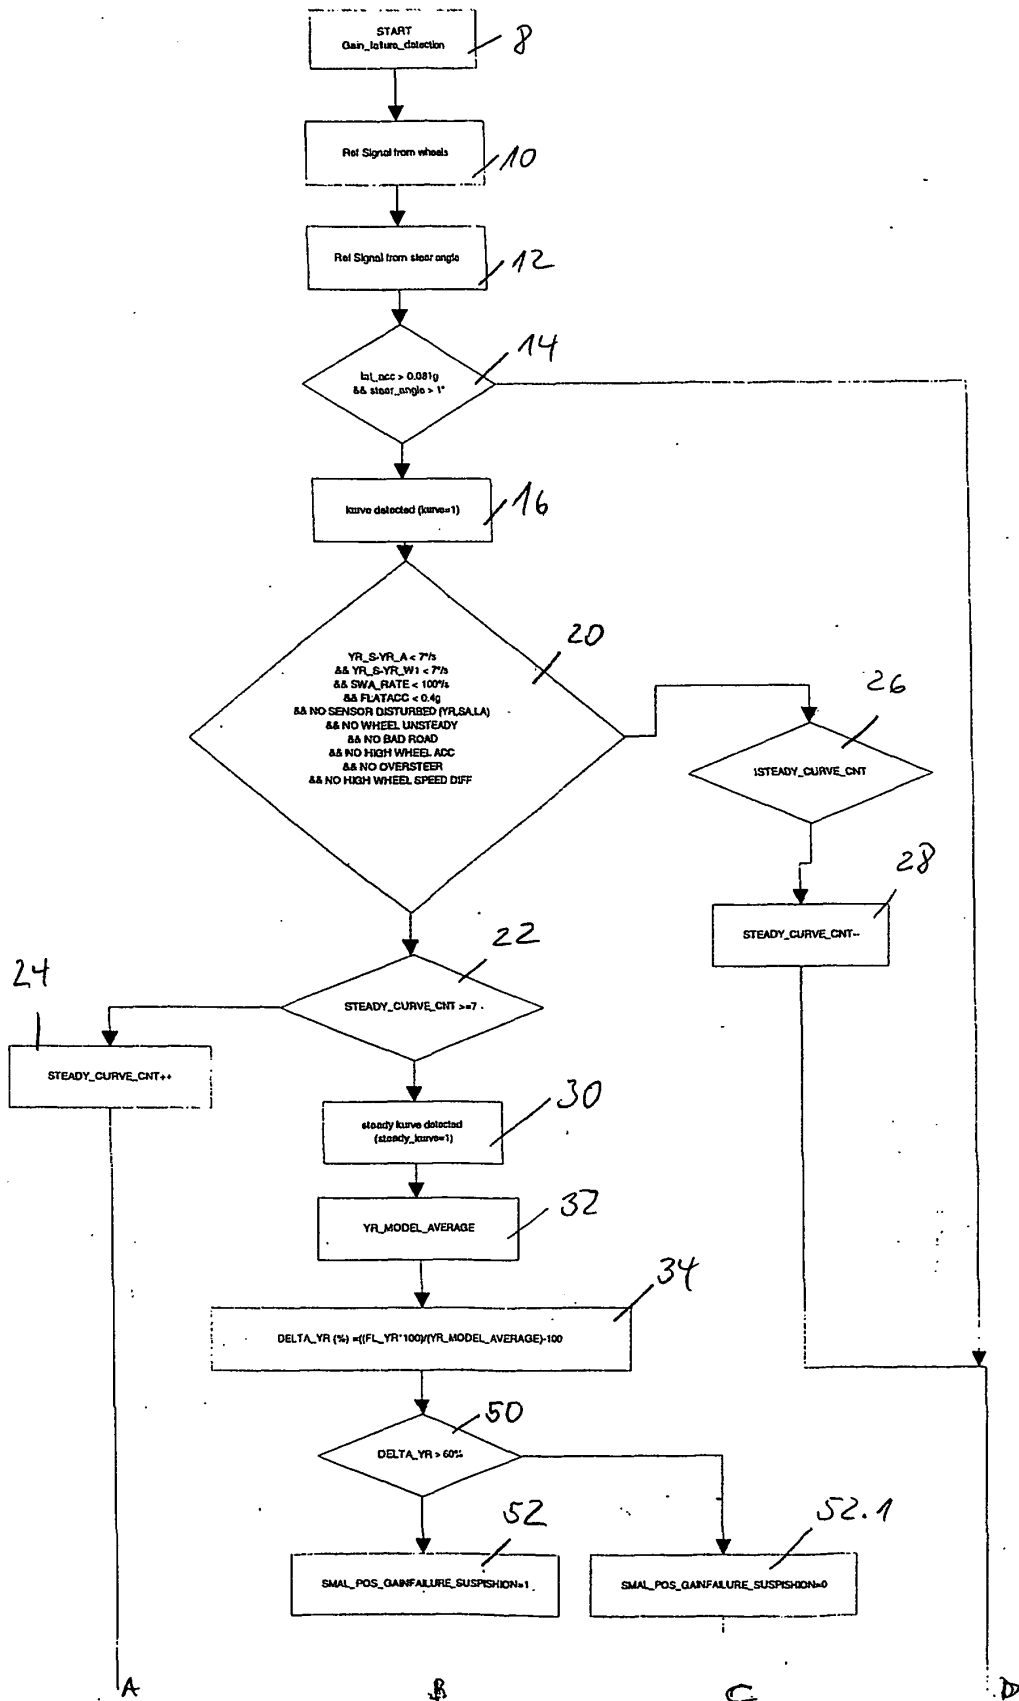 START
Gain_failure_detection
8
Ref Signal from wheels
10
Ref Signal from steer angle
12
lat_acc > 0.081g
&& steer_angle > 1°
14
kurve detected (kurve=1)
16
YR_S-YR_A < 7°/s
&& YR_S-YR_W1 < 7°/s
&& SWA_RATE < 100°/s
&& FLATACC < 0.4g
&& NO SENSOR DISTURBED (YR,SA,LA)
&& NO WHEEL UNSTEADY
&& NO BAD ROAD
&& NO HIGH WHEEL ACC
&& NO OVERSTEER
&& NO HIGH WHEEL SPEED DIFF
20
!STEADY_CURVE_CNT
26
STEADY_CURVE_CNT--
28
STEADY_CURVE_CNT >=7
22
24
STEADY_CURVE_CNT++
steady kurve detected
(steady_kurve=1)
30
YR_MODEL_AVERAGE
32
DELTA_YR (%) =((FL_YR*100)/(YR_MODEL_AVERAGE)-100
34
DELTA_YR > 60%
50
SMAL_POS_GAINFAILURE_SUSPISHION=1
52
SMAL_POS_GAINFAILURE_SUSPISHION=0
52.1
A
B
C
D